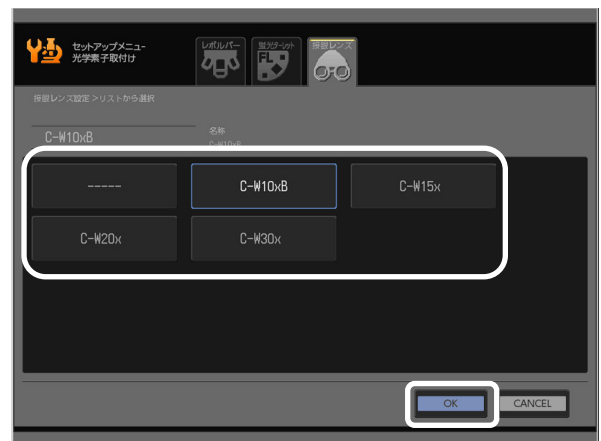 セットアップメニュー
光学素子取付け
レボルバー
蛍光ターレット
FL
接眼レンズ
接眼レンズ設定 > リストから選択
C-W10xB
名称
C-W10xB
-----
C-W10xB
C-W15x
C-W20x
C-W30x
OK
CANCEL